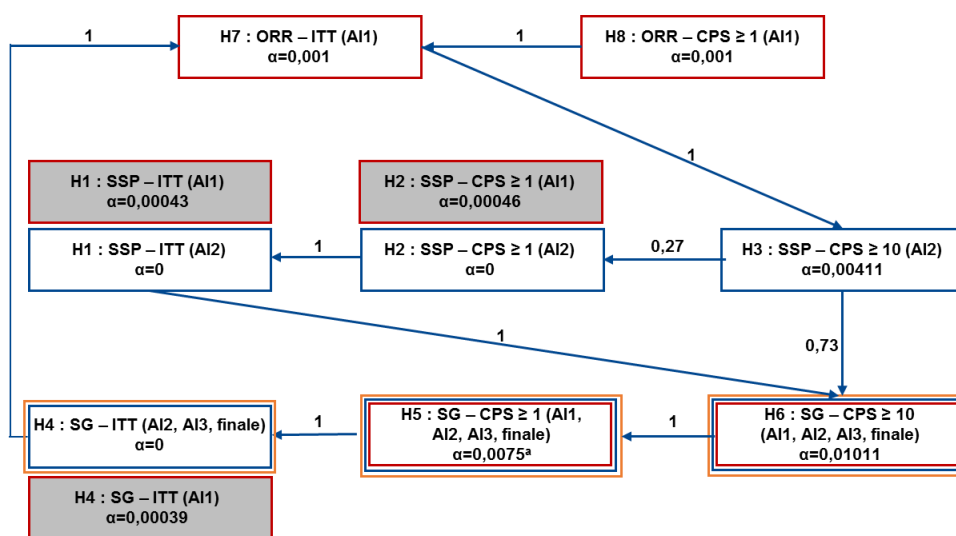 1
H7 : ORR – ITT (AI1)
α=0,001
1
H8 : ORR – CPS ≥ 1 (AI1)
α=0,001
1
H1 : SSP – ITT (AI1)
α=0,00043
H2 : SSP – CPS ≥ 1 (AI1)
α=0,00046
H1 : SSP – ITT (AI2)
α=0
1
H2 : SSP – CPS ≥ 1 (AI2)
α=0
0,27
H3 : SSP – CPS ≥ 10 (AI2)
α=0,00411
1
0,73
H4 : SG – ITT (AI2, AI3, finale)
α=0
1
H5 : SG – CPS ≥ 1 (AI1,
AI2, AI3, finale)
α=0,0075ª
1
H6 : SG – CPS ≥ 10
(AI1, AI2, AI3, finale)
α=0,01011
H4 : SG – ITT (AI1)
α=0,00039